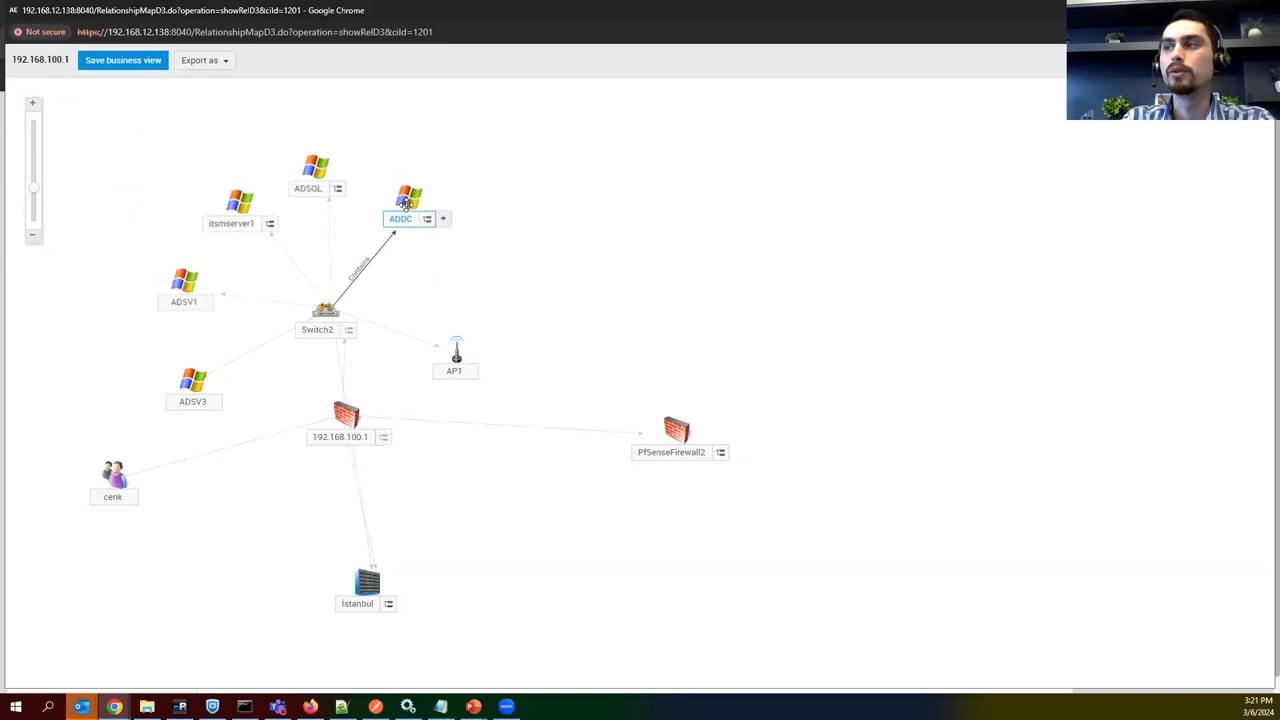 192.168.12.138:8040/RelationshipMapD3.do?operation=showRelD3&ciId=1201 - Google Chrome
Not secure https://192.168.12.138:8040/RelationshipMapD3.do?operation=showRelD3&ciId=1201
192.168.100.1 Save business view Export as
+
ADSQL
itsmserver1
ADDC +
Contains
ADSV1
Switch2
AP1
ADSV3
192.168.100.1
PfSenseFirewall2
cenk
İstanbul
zoom
3:21 PM
3/6/2024